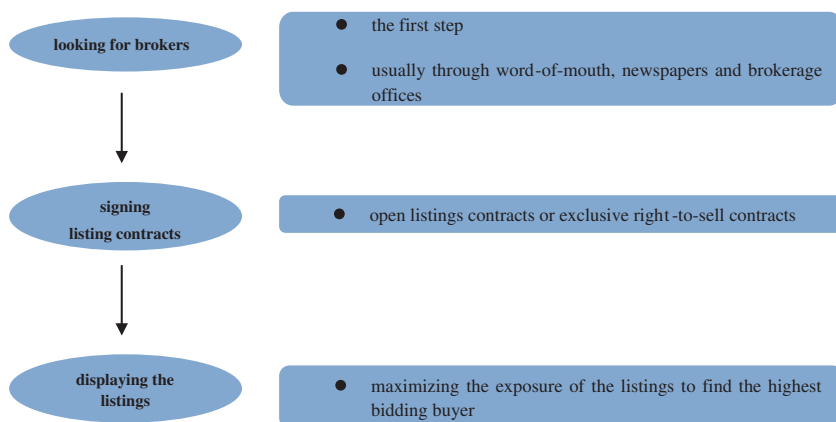 looking for brokers
● the first step
● usually through word-of-mouth, newspapers and brokerage
offices
signing
listing contracts
● open listings contracts or exclusive right-to-sell contracts
displaying the
listings
● maximizing the exposure of the listings to find the highest
bidding buyer